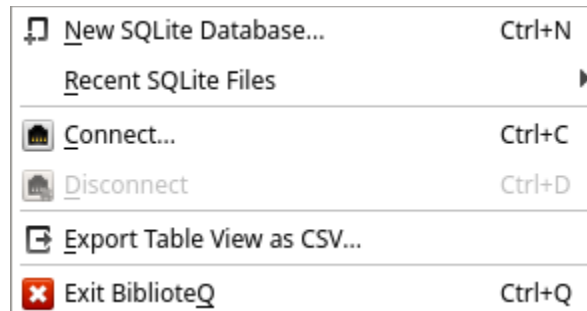 New SQLite Database... Ctrl+N
Recent SQLite Files
Connect... Ctrl+C
Disconnect Ctrl+D
Export Table View as CSV...
Exit BiblioteQ Ctrl+Q